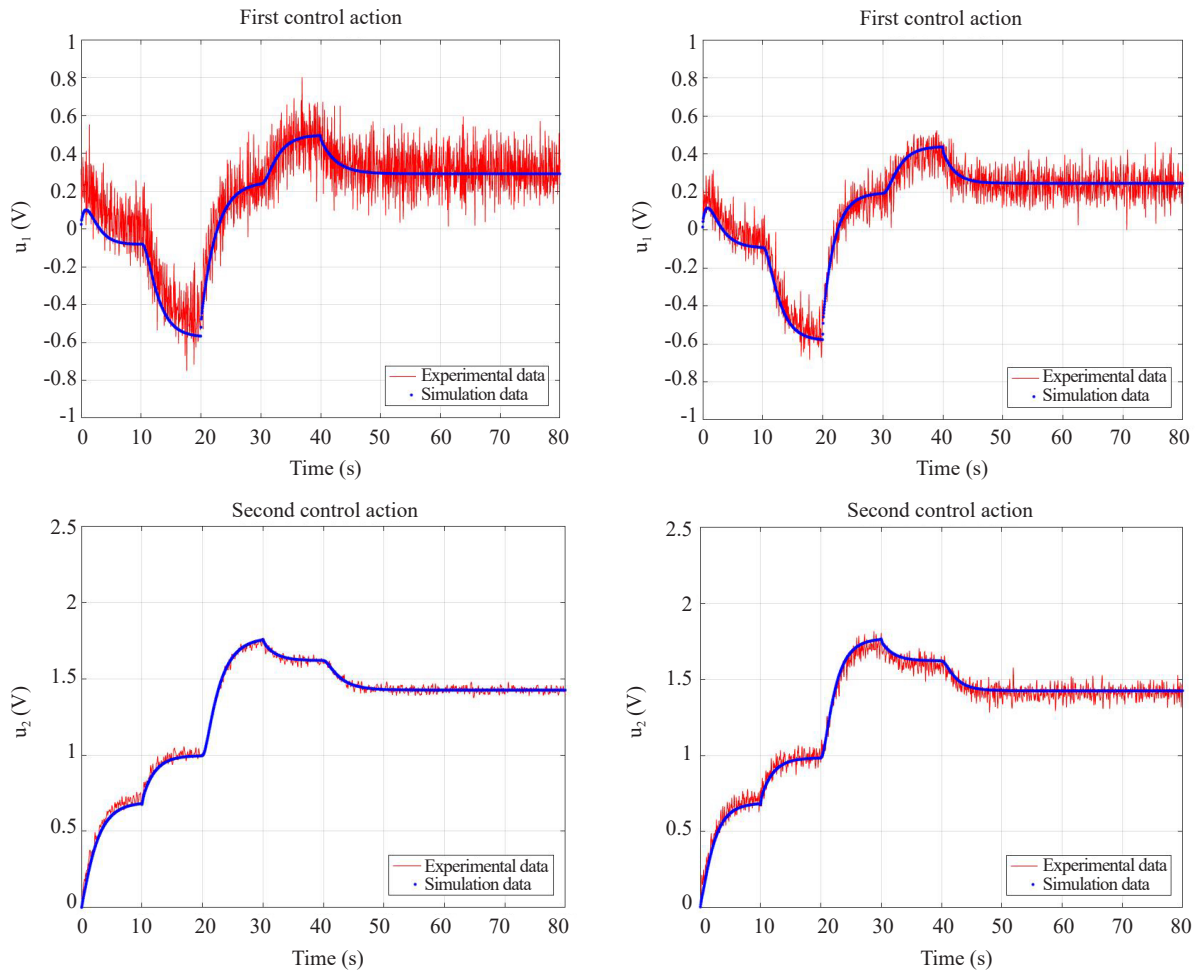 First control action
1
0.8
0.6
0.4
0.2
0
-0.2
-0.4
-0.6
-0.8
-1
u1 (V)
Experimental data
Simulation data
0 10 20 30 40 50 60 70 80
Time (s)
First control action
1
0.8
0.6
0.4
0.2
0
-0.2
-0.4
-0.6
-0.8
-1
u1 (V)
Experimental data
Simulation data
0 10 20 30 40 50 60 70 80
Time (s)
Second control action
2.5
2
1.5
1
0.5
0
u2 (V)
Experimental data
Simulation data
0 10 20 30 40 50 60 70 80
Time (s)
Second control action
2.5
2
1.5
1
0.5
0
u2 (V)
Experimental data
Simulation data
0 10 20 30 40 50 60 70 80
Time (s)